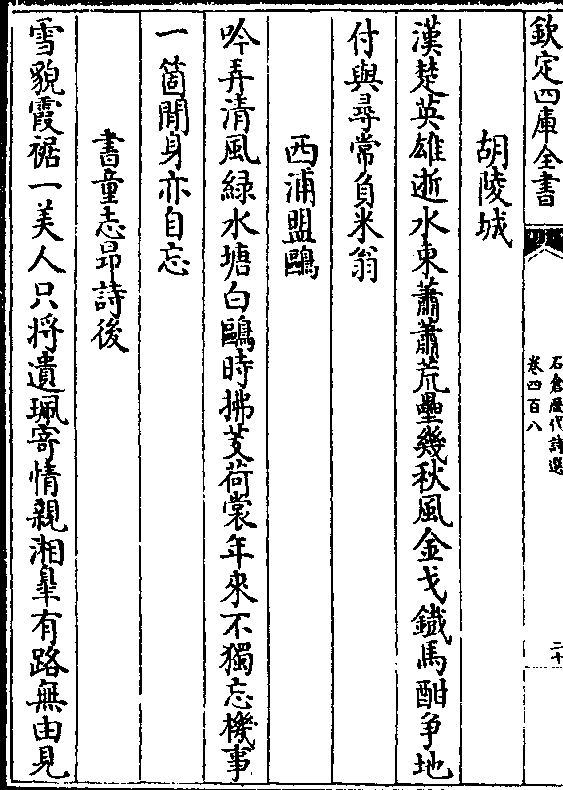 欽定四庫全書
石倉歷代詩選
卷四百八
二十
胡陵城
漢楚英雄逝水東蕭蕭荒壘幾秋風金戈鐵馬酣爭地
付與尋常負米翁
西浦盟鷗
吟弄清風綠水塘白鷗時拂芰荷裳年來不獨忘機事
一箇閒身亦自忘
書童志昂詩後
雪貌霞裾一美人只將遺珮寄情親湘臯有路無由見